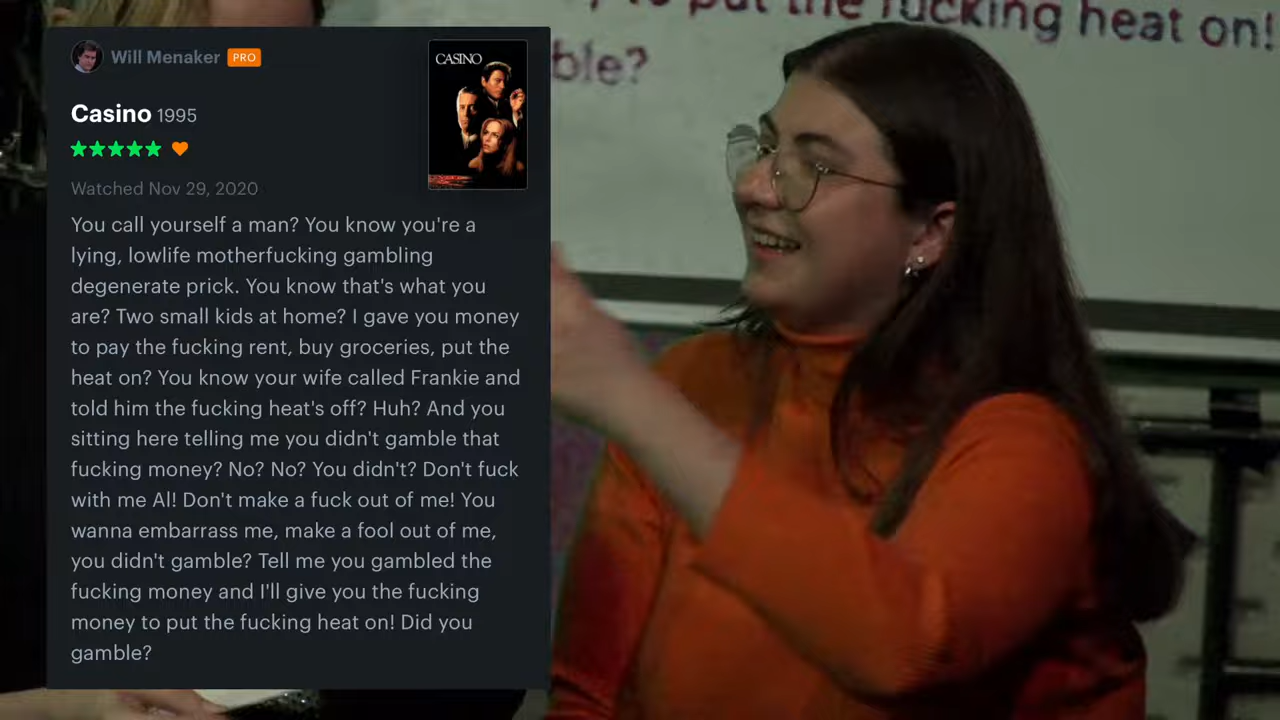 to put the fucking heat on!
ble?
Will Menaker PRO
CASINO
Casino 1995
Watched Nov 29, 2020
You call yourself a man? You know you're a
lying, lowlife motherfucking gambling
degenerate prick. You know that's what you
are? Two small kids at home? I gave you money
to pay the fucking rent, buy groceries, put the
heat on? You know your wife called Frankie and
told him the fucking heat's off? Huh? And you
sitting here telling me you didn't gamble that
fucking money? No? No? You didn't? Don't fuck
with me Al! Don't make a fuck out of me! You
wanna embarrass me, make a fool out of me,
you didn't gamble? Tell me you gambled the
fucking money and I'll give you the fucking
money to put the fucking heat on! Did you
gamble?